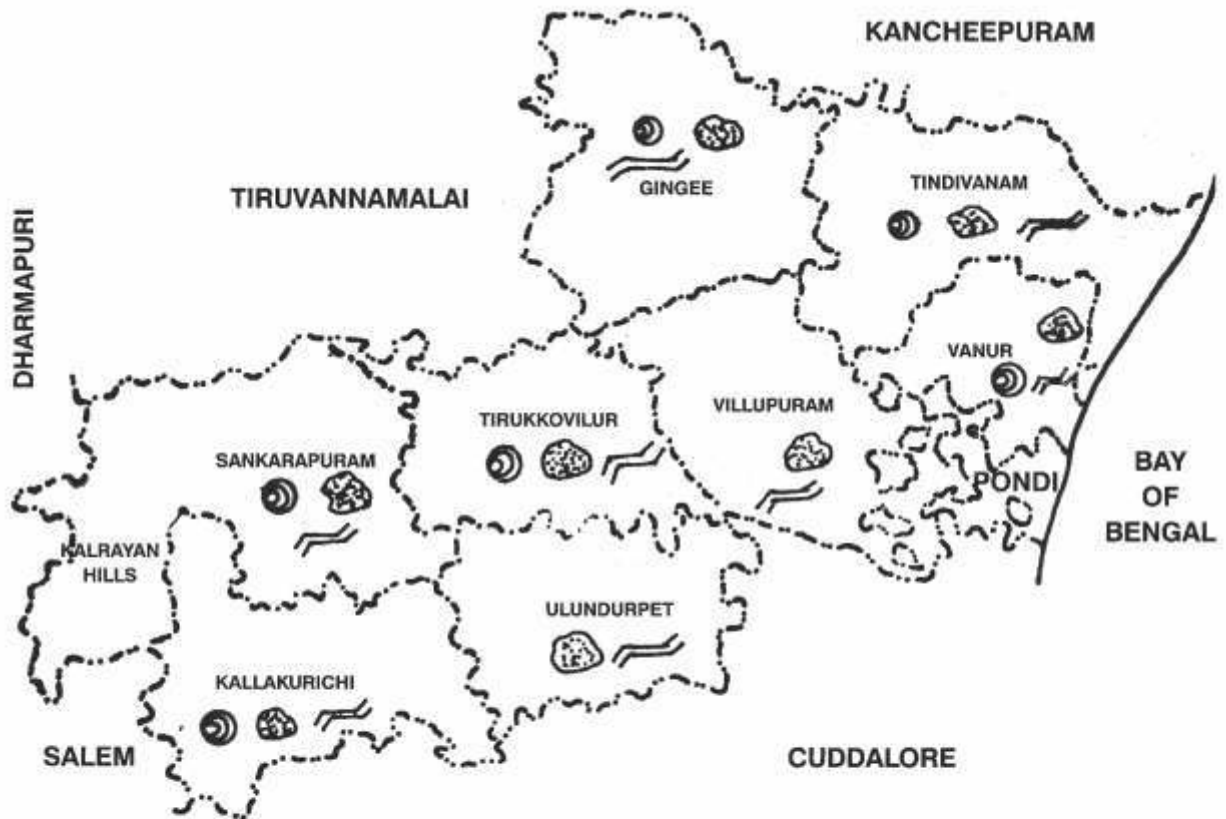 KANCHEEPURAM
TIRUVANNAMALAI
GINGEE
TINDIVANAM
DHARMAPURI
VANUR
VILLUPURAM
TIRUKKOVILUR
SANKARAPURAM
PONDI
BAY
OF
BENGAL
KALRAYAN
HILLS
ULUNDURPET
KALLAKURICHI
SALEM
CUDDALORE